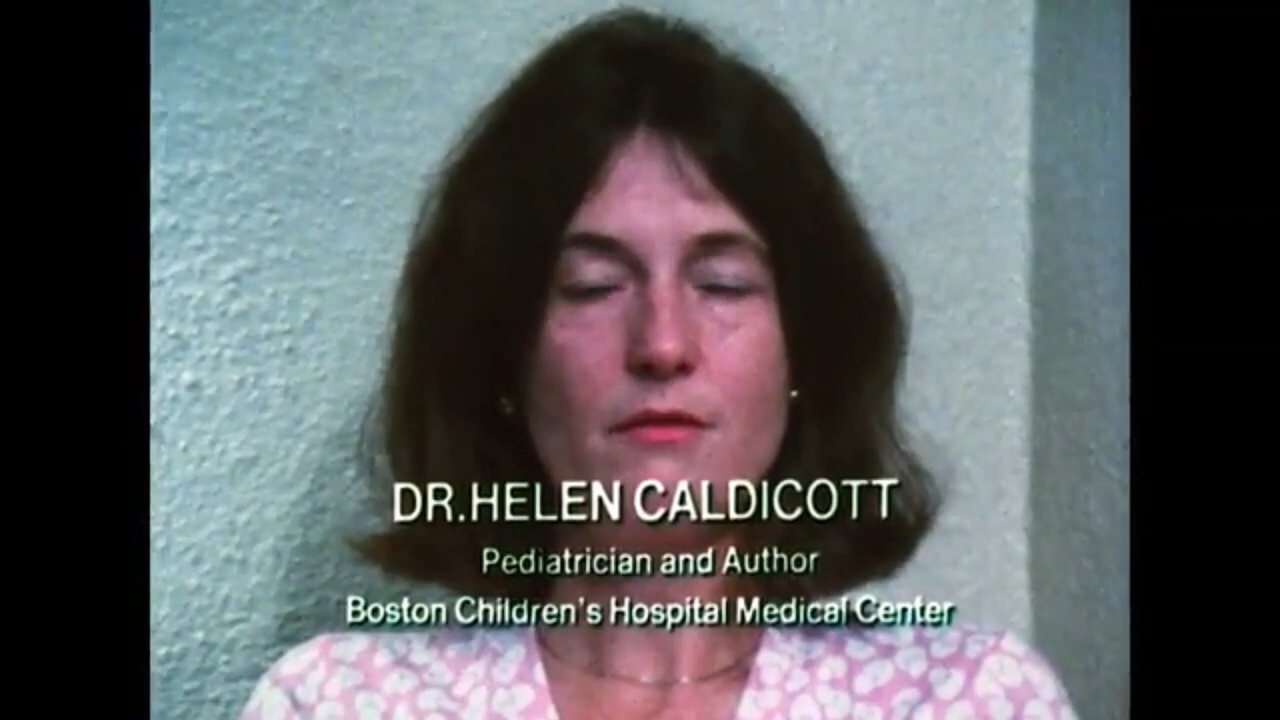 DR.HELEN CALDICOTT
Pediatrician and Author
Boston Children's Hospital Medical Center